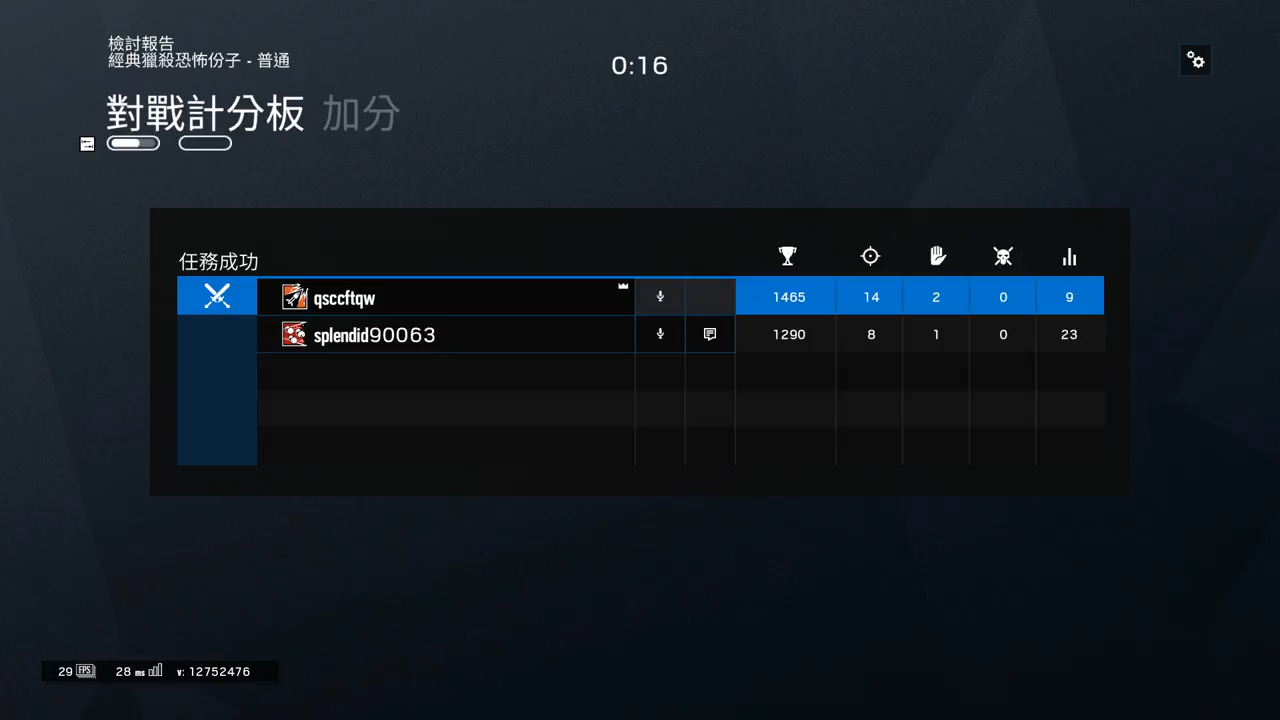 檢討報告
經典獵殺恐怖份子 - 普通
0:16
對戰計分板 加分
任務成功
qsccftqw 1465 14 2 0 9
splendid90063 1290 8 1 0 23
29 FPS 28 ms v: 12752476